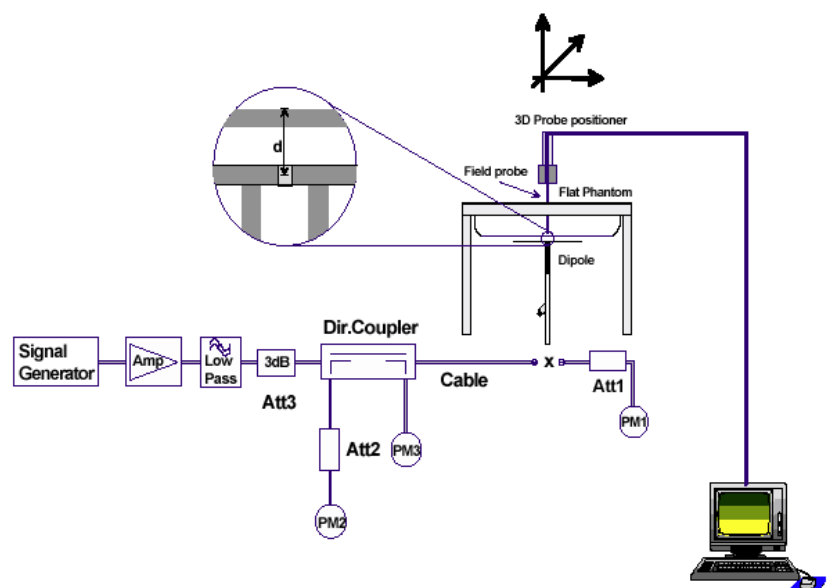 3D Probe positioner
d
Field probe
Flat Phantom
Dipole
Dir.Coupler
Signal
Generator
Amp
Low
Pass
3dB
Cable
x
Att1
Att3
PM1
Att2
PM3
PM2